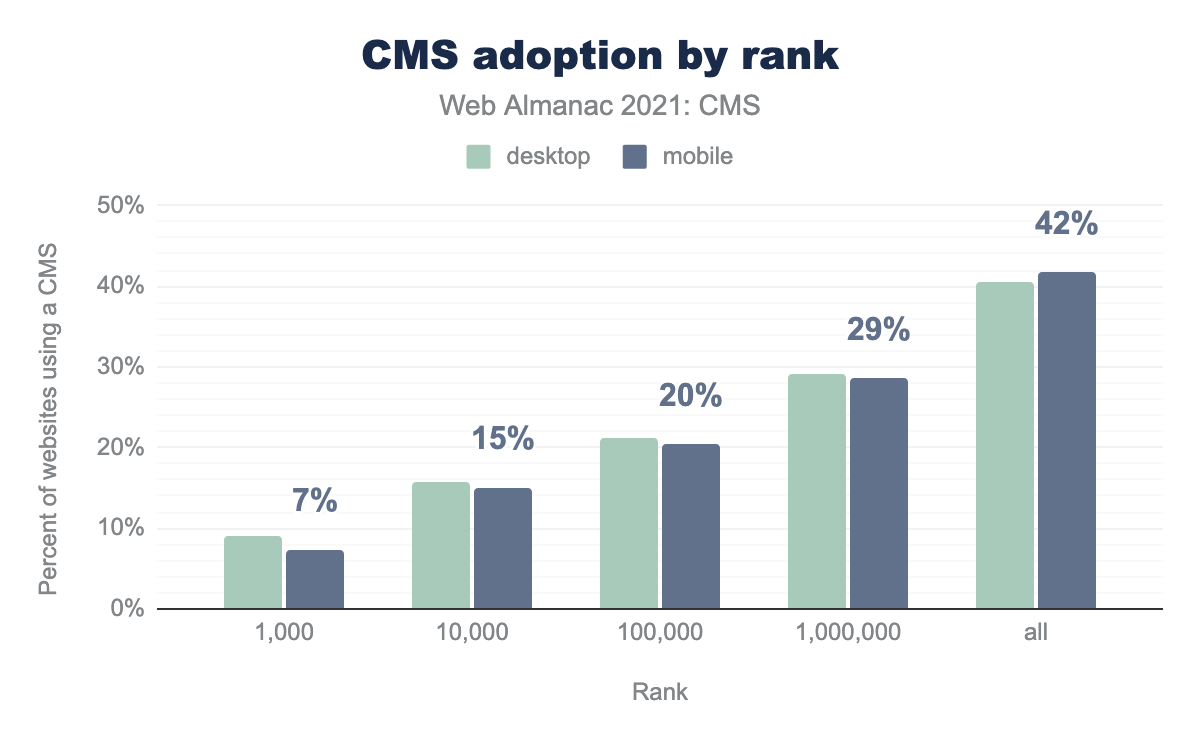 CMS adoption by rank
Web Almanac 2021: CMS
desktop
mobile
Percent of websites using a CMS
50%
40%
30%
20%
10%
0%
7%
15%
20%
29%
42%
1,000
10,000
100,000
1,000,000
all
Rank